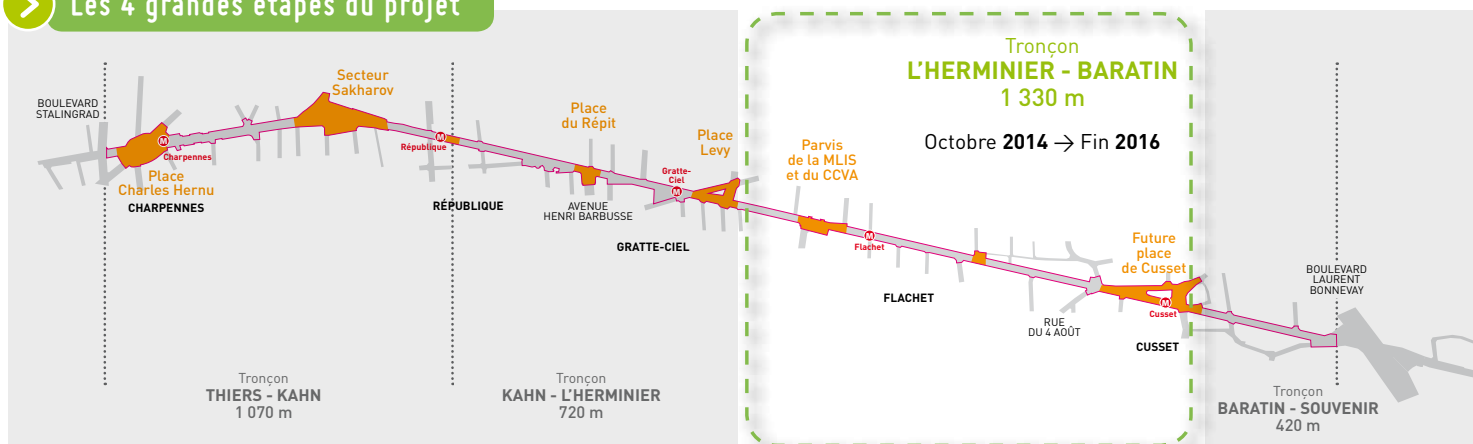 Les 4 grandes étapes du projet
Tronçon
L'HERMINIER - BARATIN
1 330 m
Octobre 2014 → Fin 2016
BOULEVARD
STALINGRAD
M
Charpennes
Place
Charles Hernu
CHARPENNES
Secteur
Sakharov
M
République
RÉPUBLIQUE
Place
du Répit
AVENUE
HENRI BARBUSSE
Gratte-
Ciel
M
Place
Levy
GRATTE-CIEL
Parvis
de la MLIS
et du CCVA
M
Flachet
FLACHET
RUE
DU 4 AOÛT
Future
place
de Cusset
M
Cusset
CUSSET
BOULEVARD
LAURENT
BONNEVAY
Tronçon
THIERS - KAHN
1 070 m
Tronçon
KAHN - L'HERMINIER
720 m
Tronçon
BARATIN - SOUVENIR
420 m